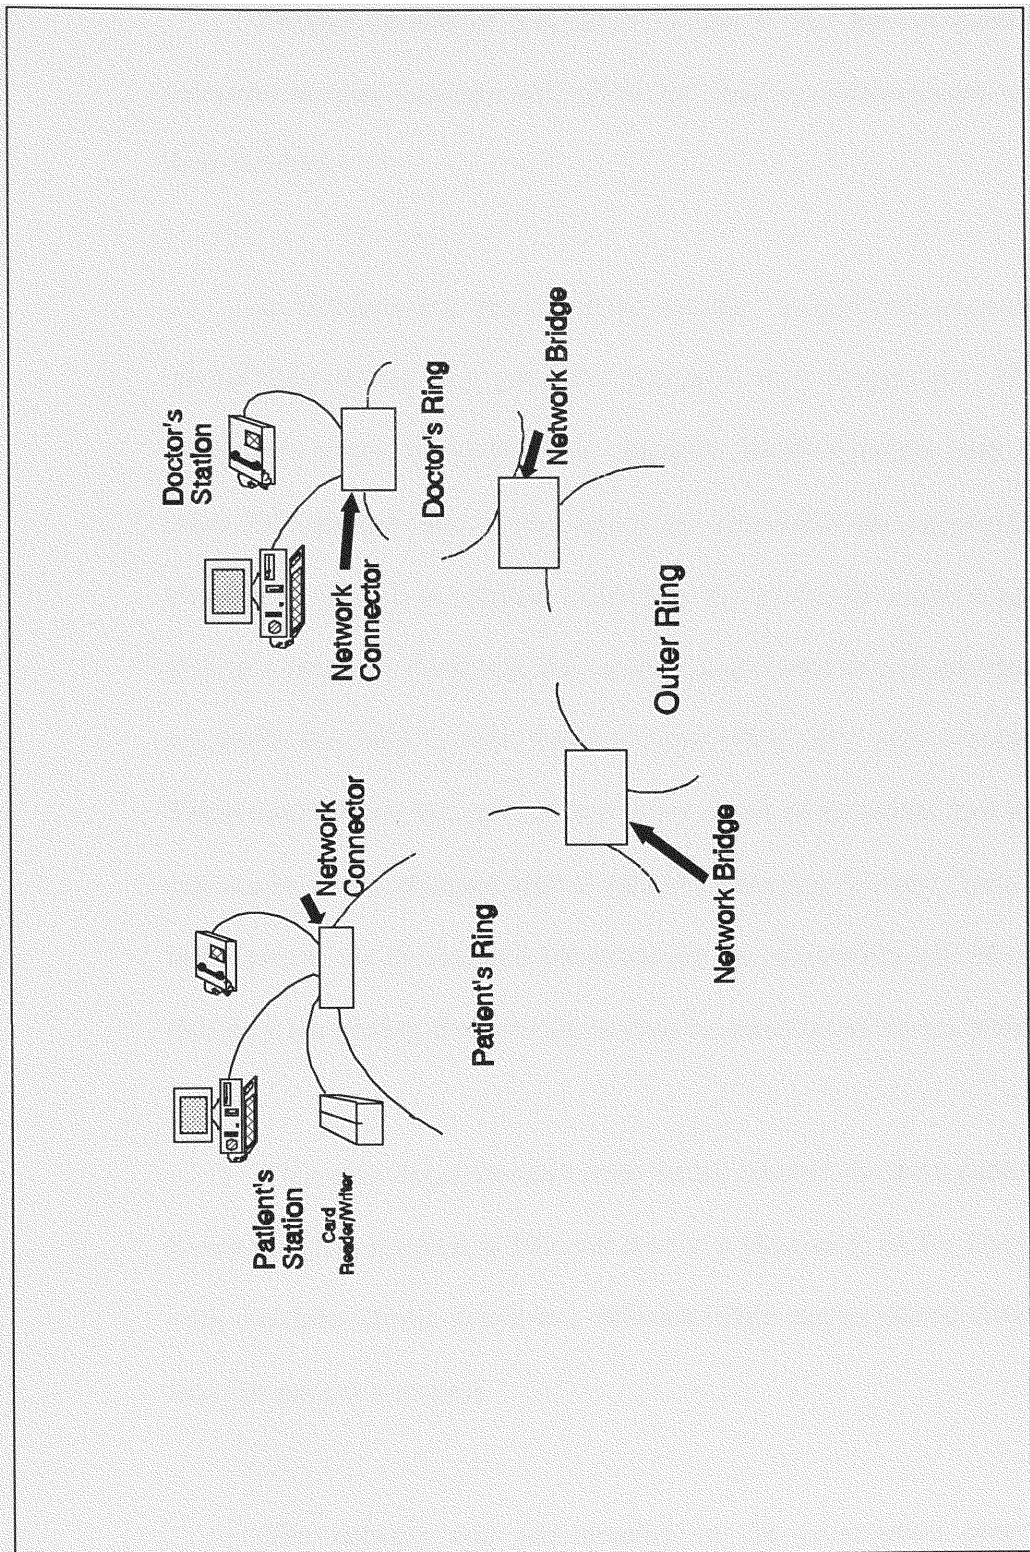 Doctor's
Station
Patient's
Station
Card
Reader/Writer
Network
Connector
Network
Connector
Doctor's Ring
Patient's Ring
Network Bridge
Outer Ring
Network Bridge